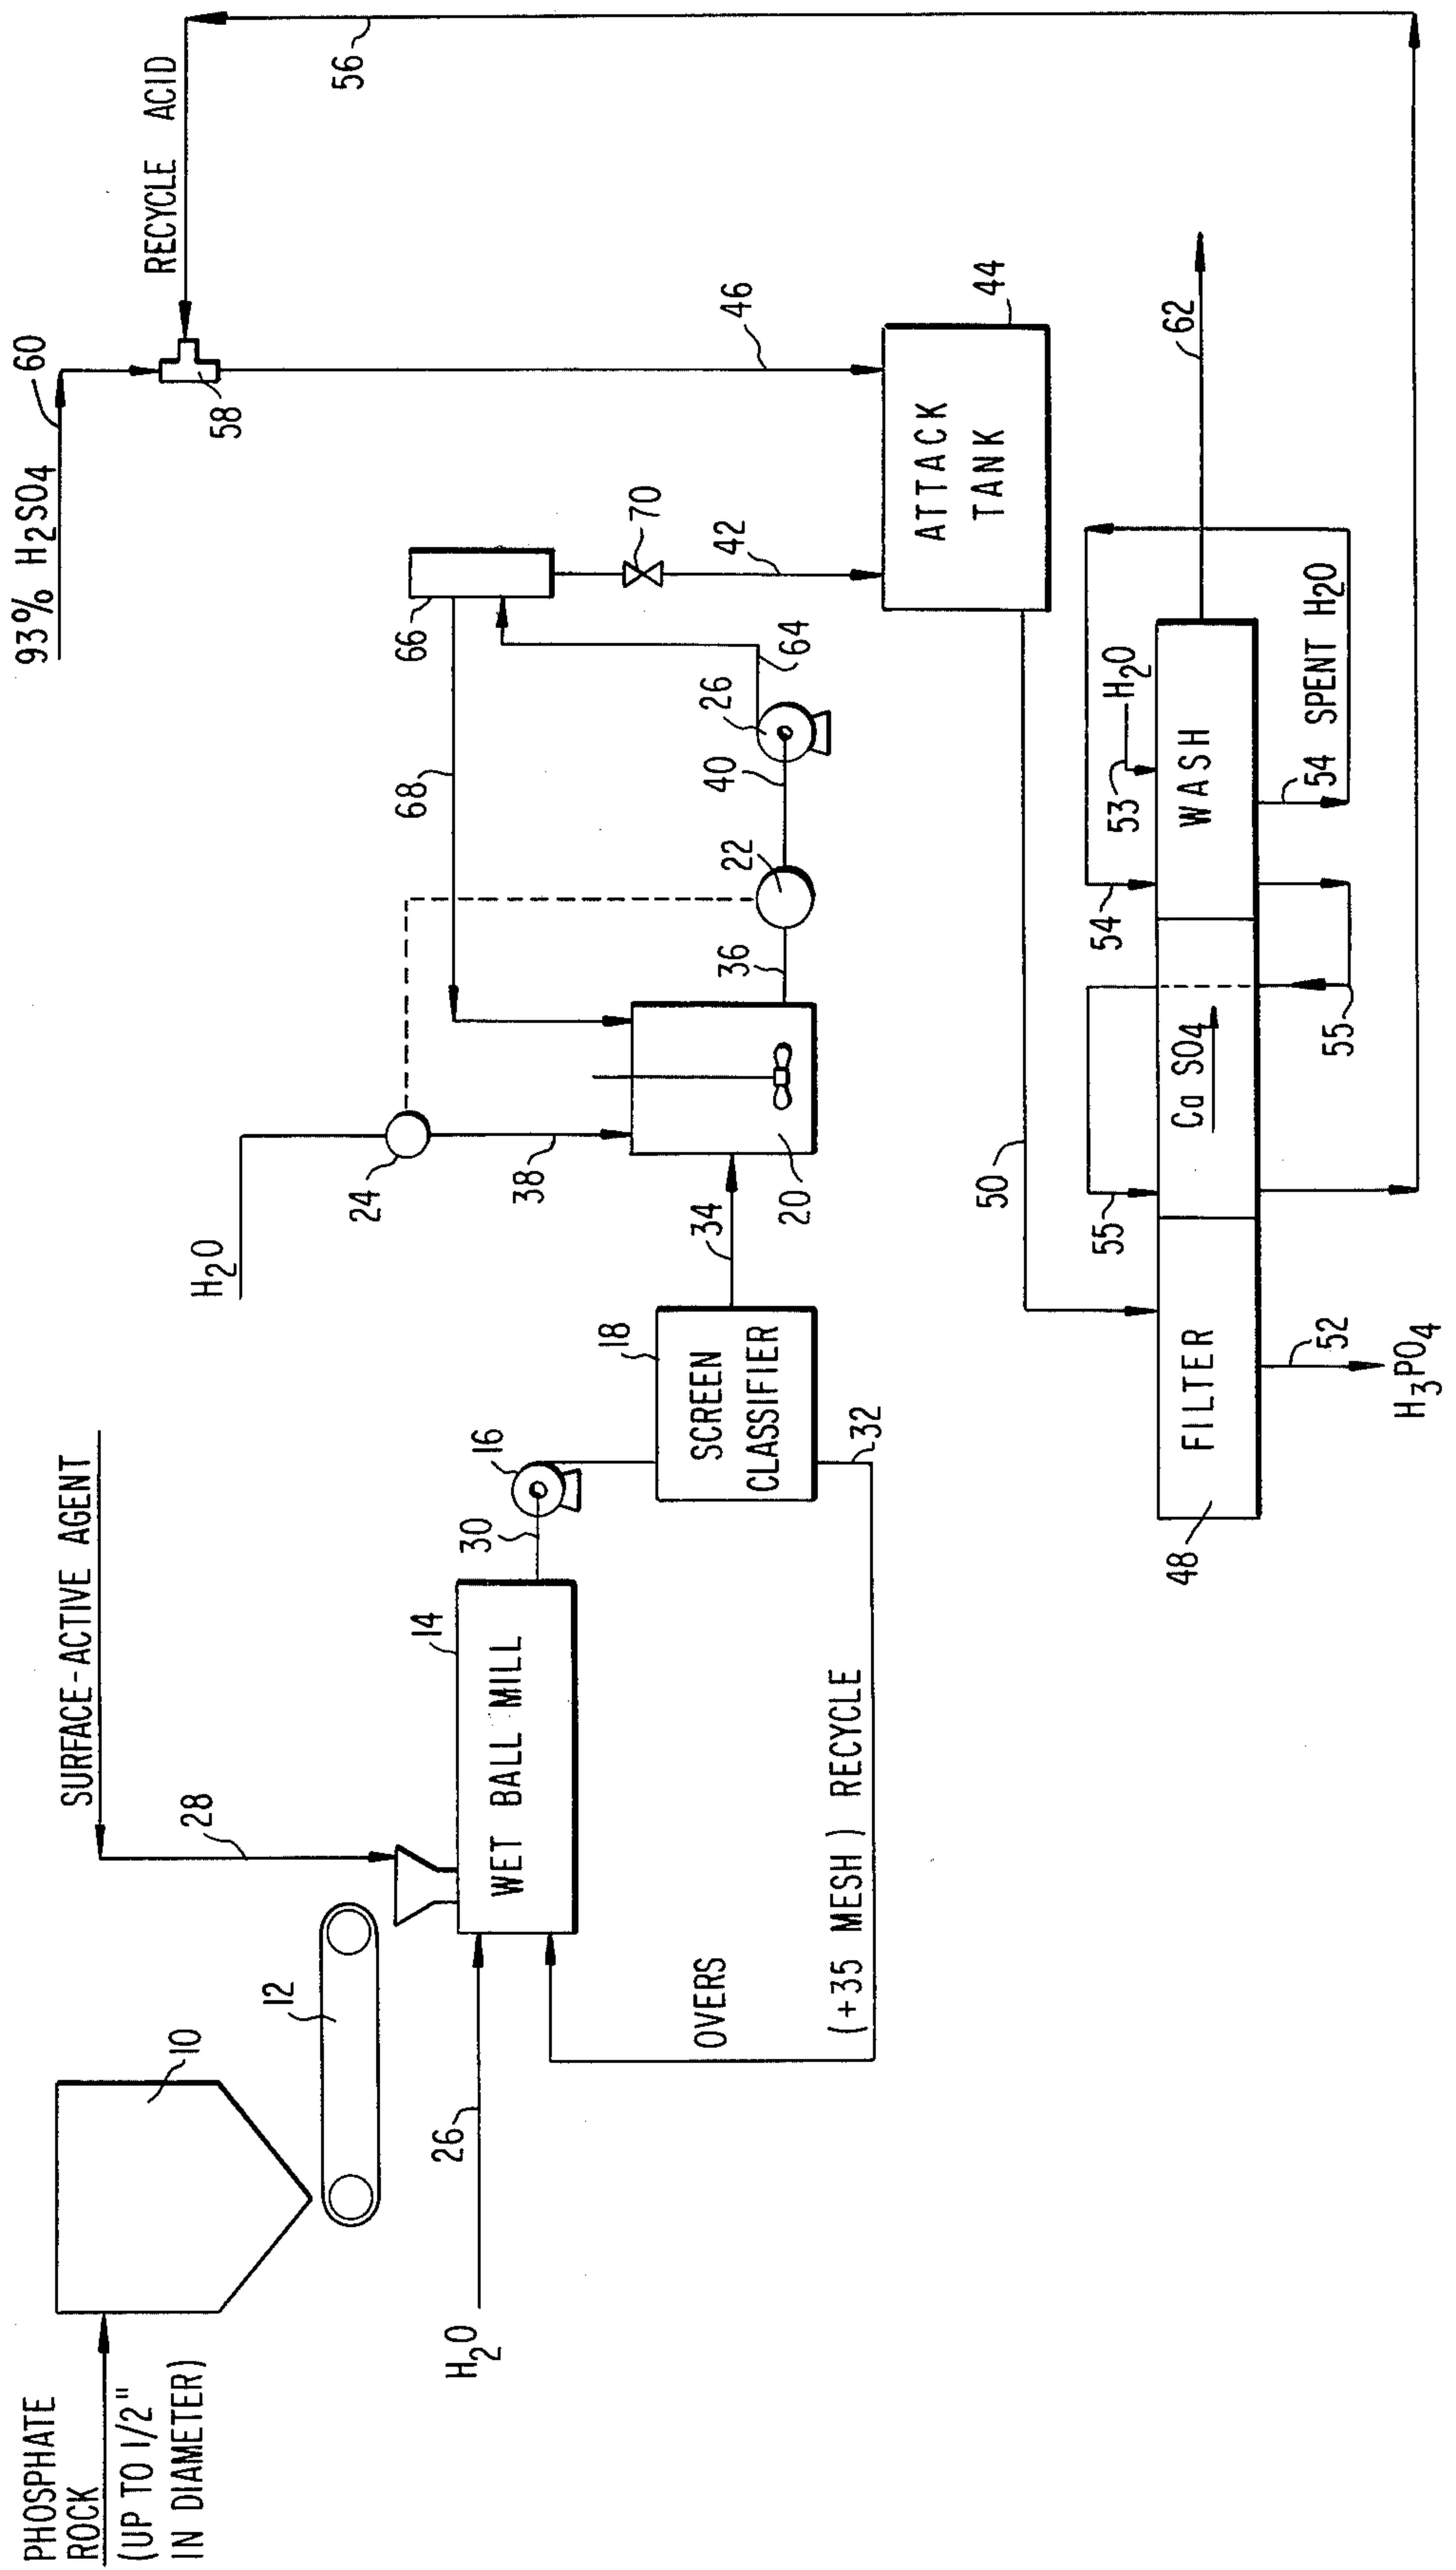 PHOSPHATE
ROCK
(UP TO 1/2"
IN DIAMETER)
10
12
SURFACE-ACTIVE AGENT
28
H2O
26
14
WET BALL MILL
30
16
OVERS
(+35 MESH) RECYCLE
32
18
SCREEN
CLASSIFIER
34
H2O
24
38
20
36
22
40
26
64
68
66
70
42
93% H2SO4
60
58
RECYCLE ACID
56
46
ATTACK
TANK
44
50
48
FILTER
52
H3PO4
55
Ca SO4
55
54
53
H2O
WASH
54 SPENT H2O
62